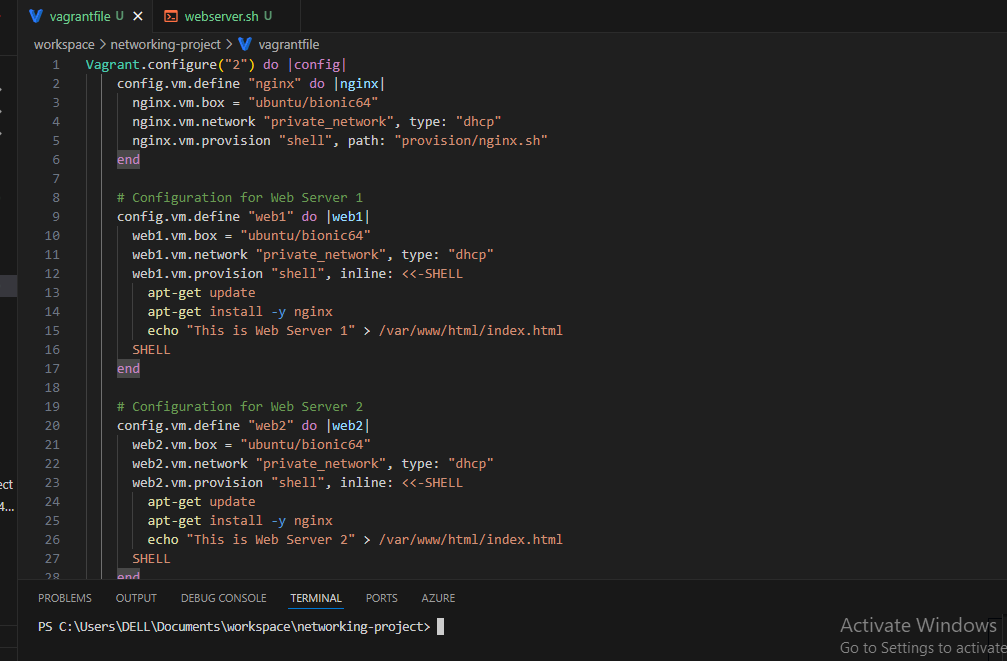 vagrantfile U
webserver.sh U
workspace > networking-project > vagrantfile
1 Vagrant.configure("2") do |config|
2 config.vm.define "nginx" do |nginx|
3 nginx.vm.box = "ubuntu/bionic64"
4 nginx.vm.network "private_network", type: "dhcp"
5 nginx.vm.provision "shell", path: "provision/nginx.sh"
6 end
7
8 # Configuration for Web Server 1
9 config.vm.define "web1" do |web1|
10 web1.vm.box = "ubuntu/bionic64"
11 web1.vm.network "private_network", type: "dhcp"
12 web1.vm.provision "shell", inline: <<-SHELL
13 apt-get update
14 apt-get install -y nginx
15 echo "This is Web Server 1" > /var/www/html/index.html
16 SHELL
17 end
18
19 # Configuration for Web Server 2
20 config.vm.define "web2" do |web2|
21 web2.vm.box = "ubuntu/bionic64"
22 web2.vm.network "private_network", type: "dhcp"
23 web2.vm.provision "shell", inline: <<-SHELL
24 apt-get update
25 apt-get install -y nginx
26 echo "This is Web Server 2" > /var/www/html/index.html
27 SHELL
28 end
ect
4...
PROBLEMS OUTPUT DEBUG CONSOLE TERMINAL PORTS AZURE
PS C:\Users\DELL\Documents\workspace\networking-project>
Activate Windows
Go to Settings to activate